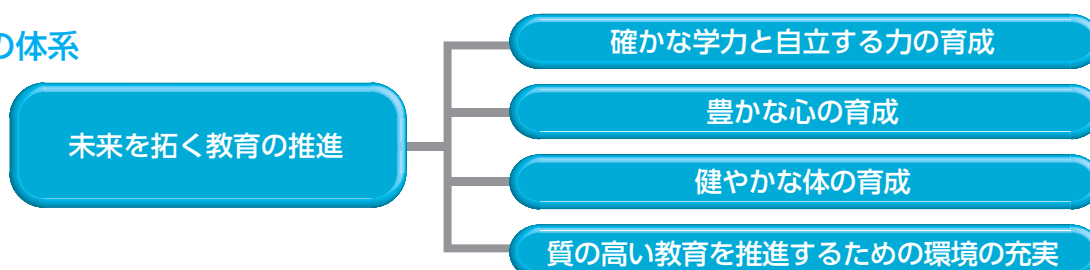 の体系
未来を拓く教育の推進
確かな学力と自立する力の育成
豊かな心の育成
健やかな体の育成
質の高い教育を推進するための環境の充実